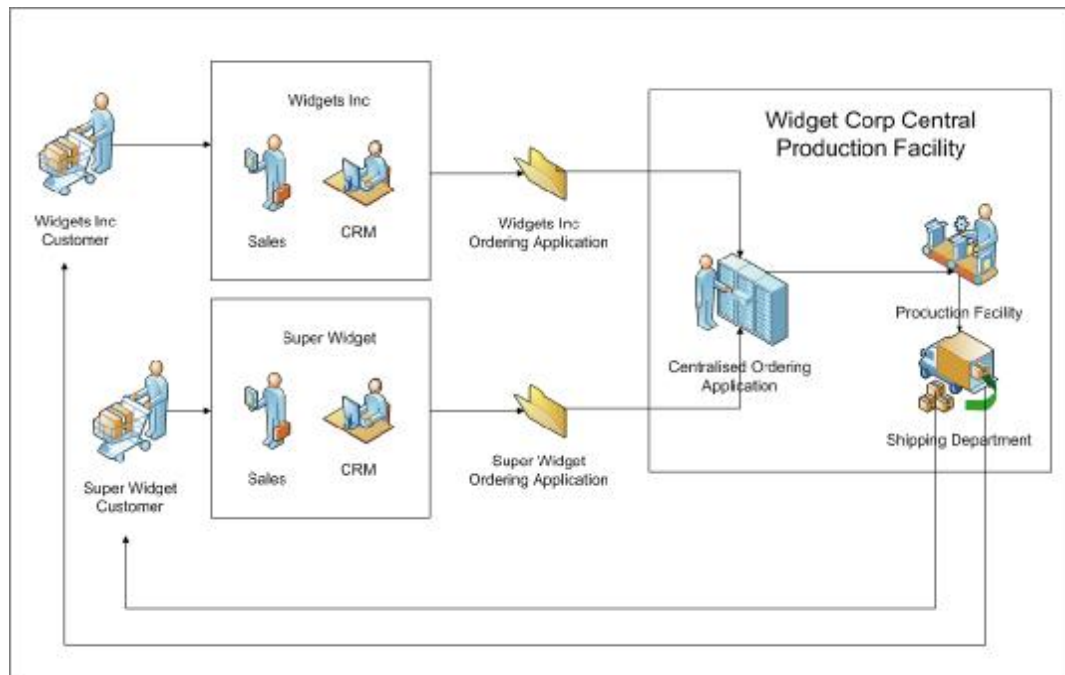 Widgets Inc
Customer
Widgets Inc
Sales
CRM
Widgets Inc
Ordering Application
Super Widget
Customer
Super Widget
Sales
CRM
Super Widget
Ordering Application
Widget Corp Central
Production Facility
Centralised Ordering
Application
Production Facility
Shipping Department